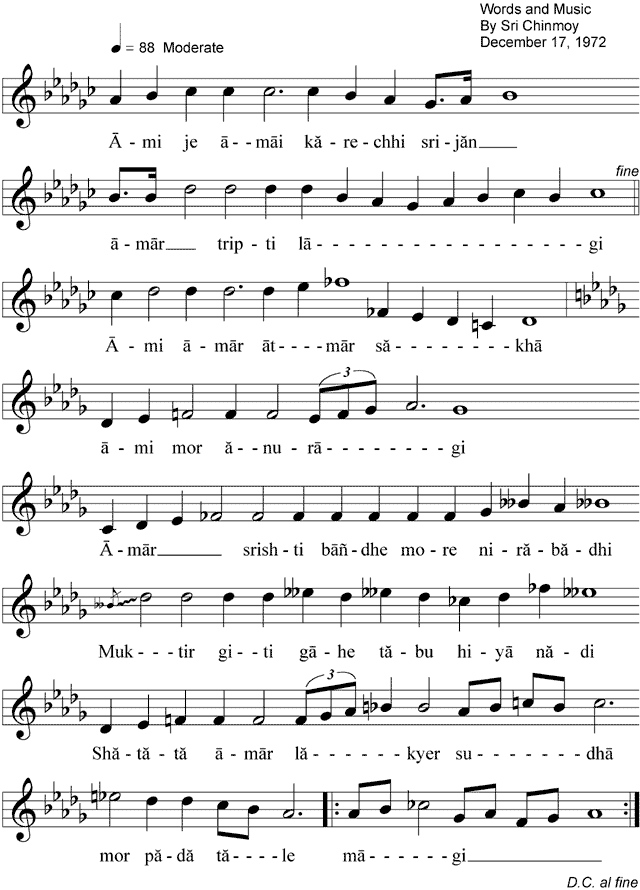 Words and Music
By Sri Chinmoy
December 17, 1972
= 88 Moderate
Ā - mi je ā - - māi kă - re - chhi sri - jăn
fine
ā - mār trip - ti lā - - - - - - - - - - - - - - - - - - gi
Ā - mi ā - mār āt - - - - mār să - - - - - - - - - - khā
3
ā - mi mor ă - nu - rā - - - - - gi
Ā - mār srish - ti bāñ - dhe mo - re ni - ră - bă - dhi
Muk - - - tir gi - ti gā - he tă - bu hi - yā nă - di
3
Shă - tă - tă ā - mār lă - - - - - - kyer su - - - - - - dhā
mor pă - dă tă - - - - le mā - - - - - gi
D.C. al fine